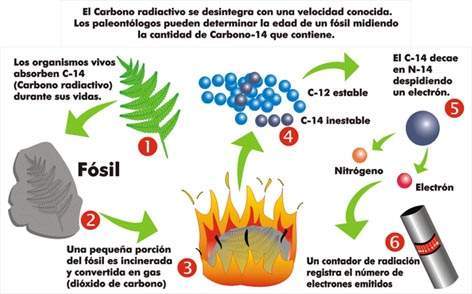 El Carbono radiactivo se desintegra con una velocidad conocida.
Los paleontólogos pueden determinar la edad de un fósil midiendo
la cantidad de Carbono-14 que contiene.
Los organismos vivos
absorben C-14
(Carbono radiactivo)
durante sus vidas.
1
Fósil
2
Una pequeña porción
del fósil es incinerada
y convertida en gas
(dióxido de carbono)
3
C-12 estable
C-14 inestable
4
El C-14 decae
en N-14
despidiendo
un electrón.
5
Nitrógeno
Electrón
6
Un contador de radiación
registra el número de
electrones emitidos